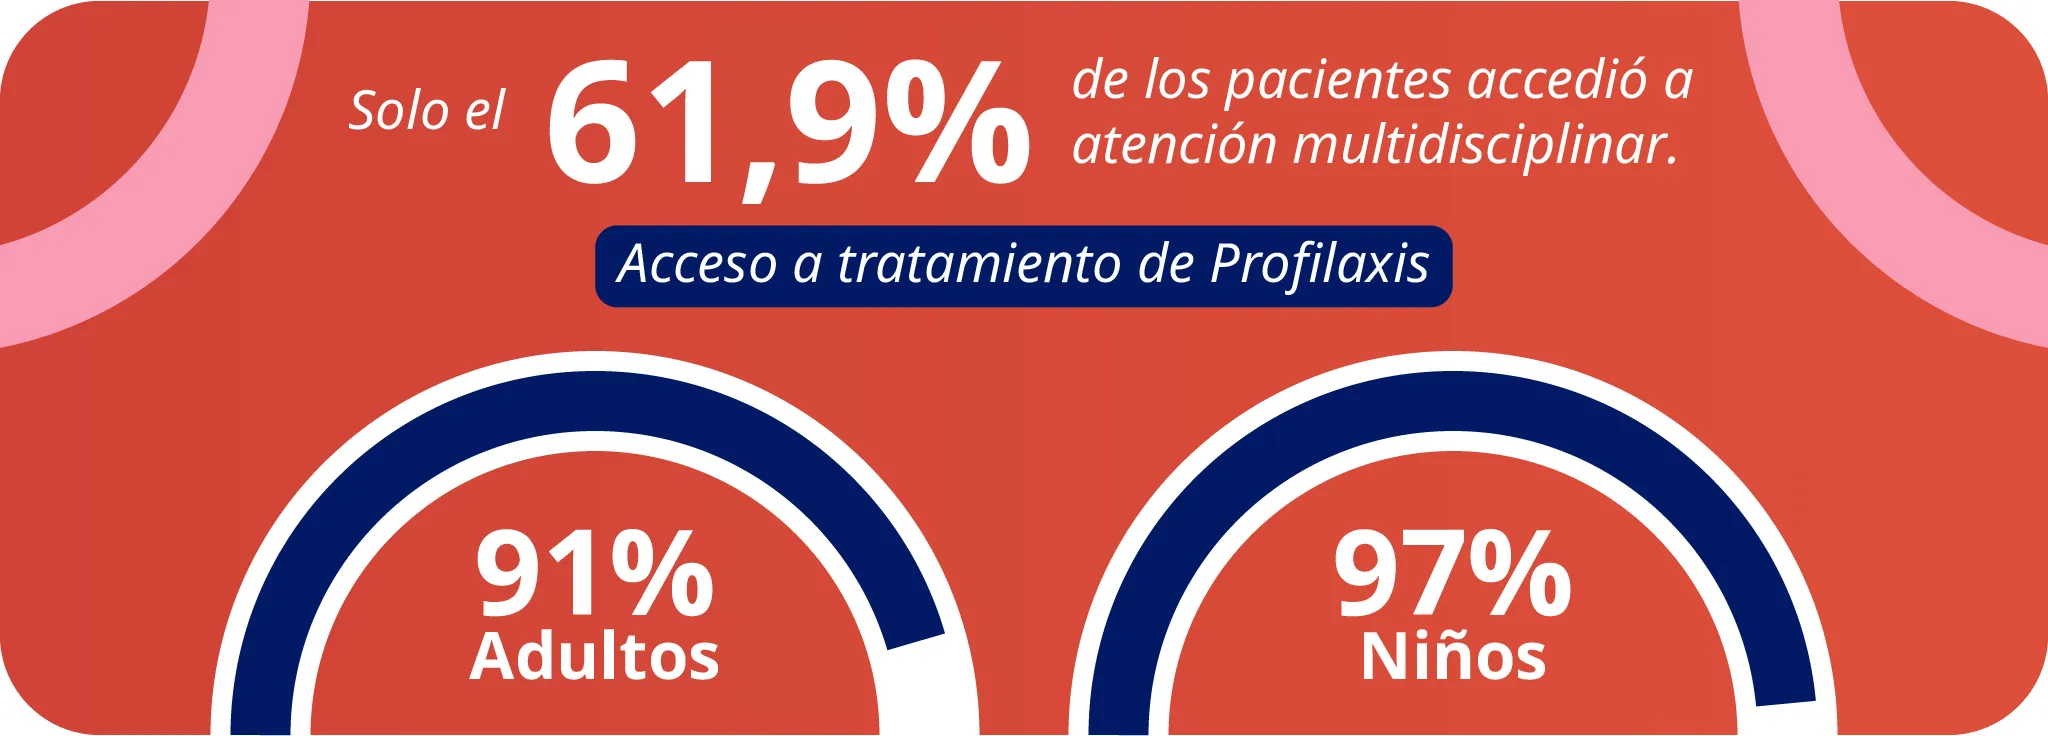 Solo el 61,9% de los pacientes accedió a
atención multidisciplinar.
Acceso a tratamiento de Profilaxis
91%
Adultos
97%
Niños